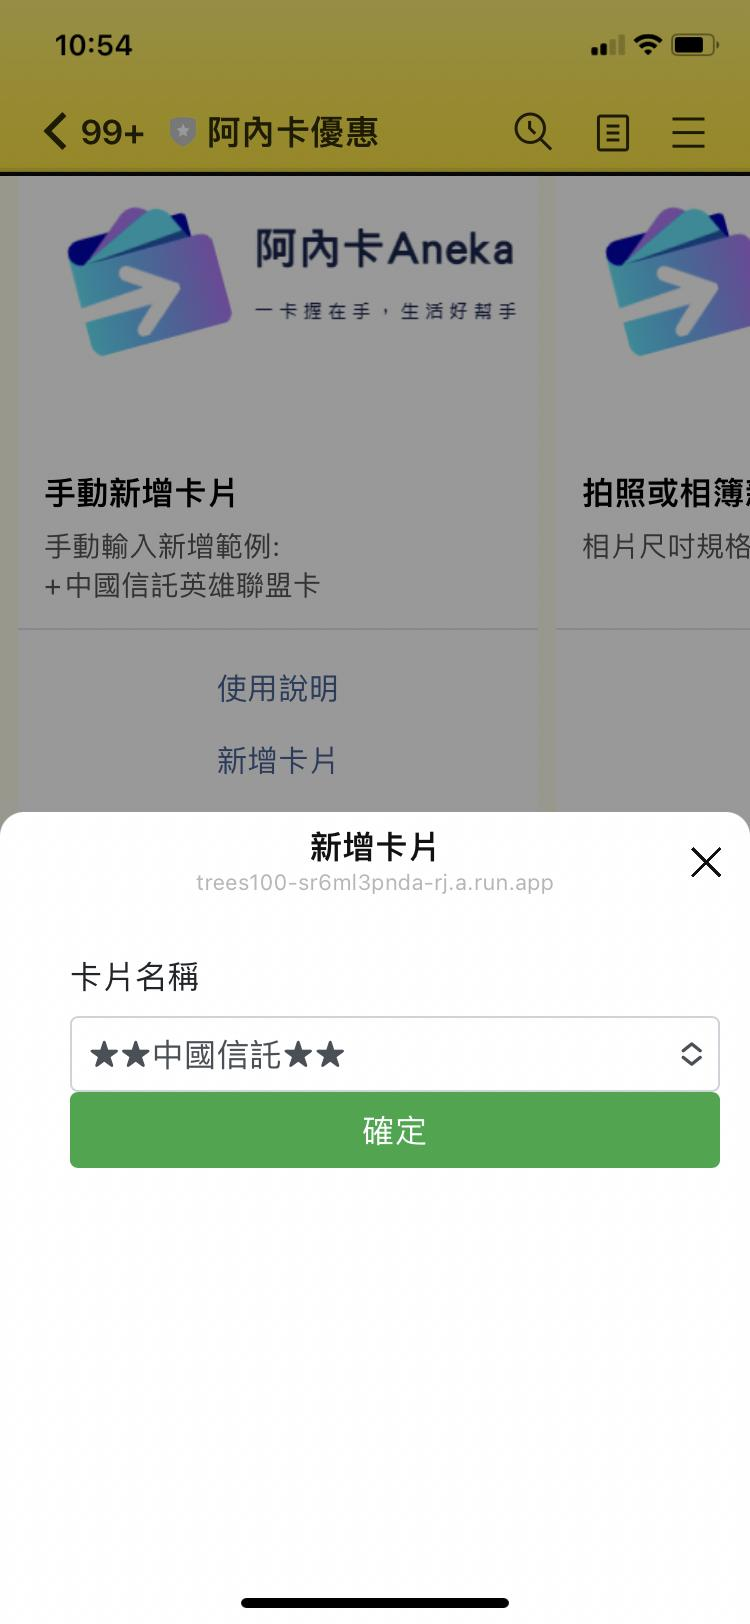 10:54
99+ 阿內卡優惠
阿內卡Aneka
一卡握在手，生活好幫手
手動新增卡片
手動輸入新增範例:
+中國信託英雄聯盟卡
使用說明
新增卡片
拍照或相簿
相片尺吋規格
新增卡片
trees100-sr6ml3pnda-rj.a.run.app
卡片名稱
★★中國信託★★
確定